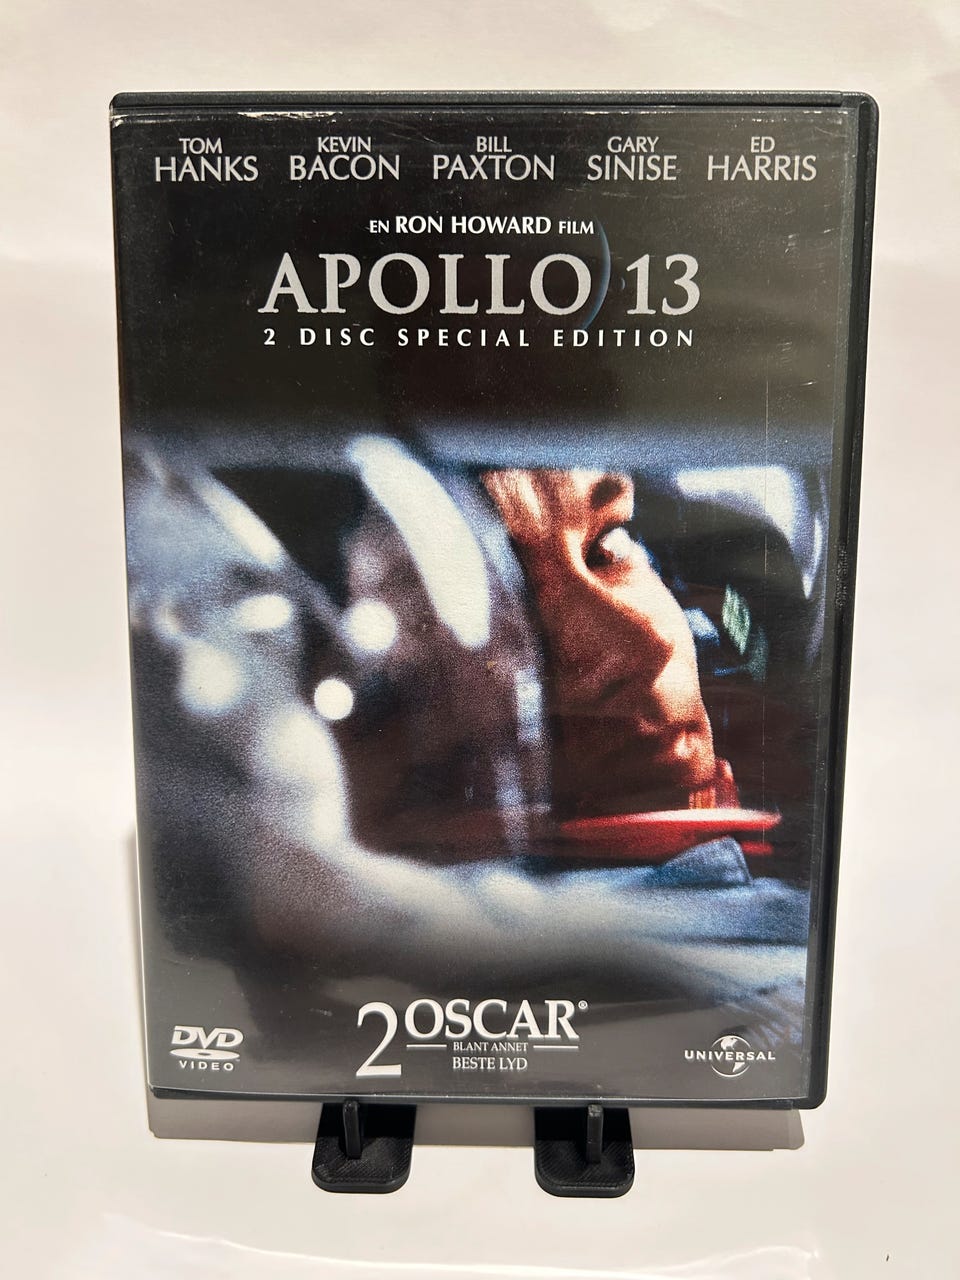 TOM KEVIN BILL GARY ED
HANKS BACON PAXTON SINISE HARRIS
EN RON HOWARD FILM
APOLLO 13
2 DISC SPECIAL EDITION
2 OSCAR®
BLANT ANNET
BESTE LYD
DVD
VIDEO
UNIVERSAL